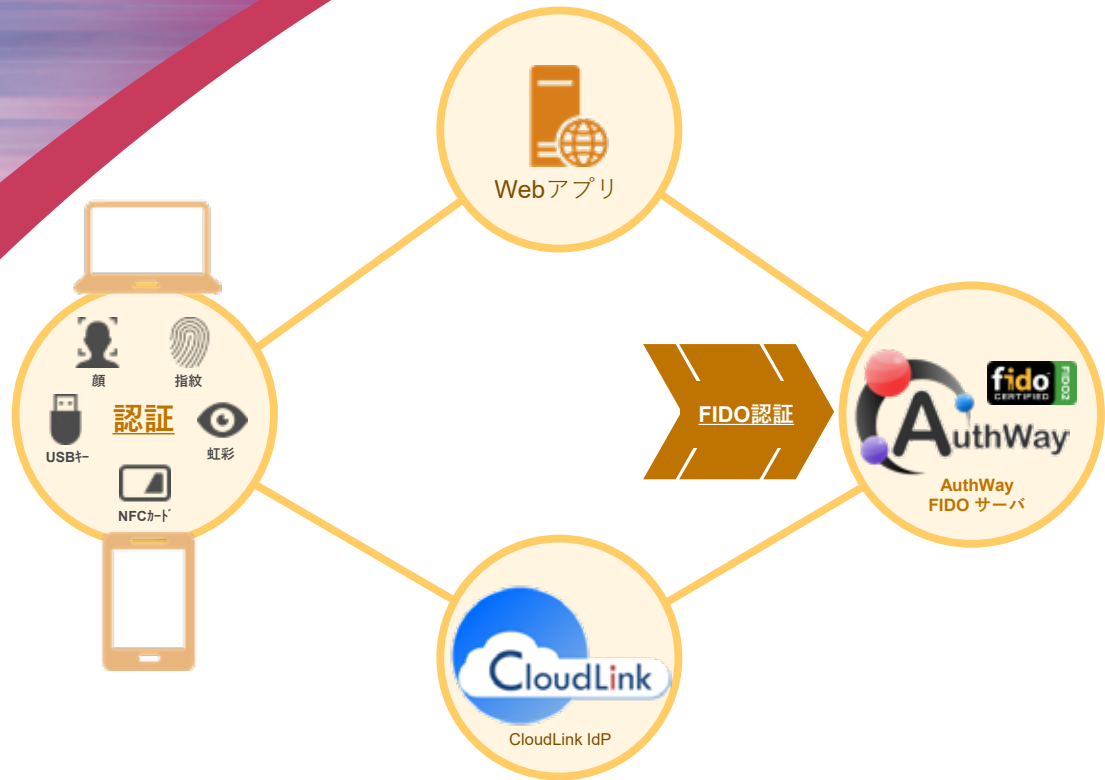 Webアプリ
顔
指紋
認証
USBｷｰ
虹彩
NFCｶｰﾄﾞ
FIDO認証
fido
CERTIFIED
FIDO2
AuthWay
AuthWay
FIDO サーバ
CloudLink
CloudLink IdP